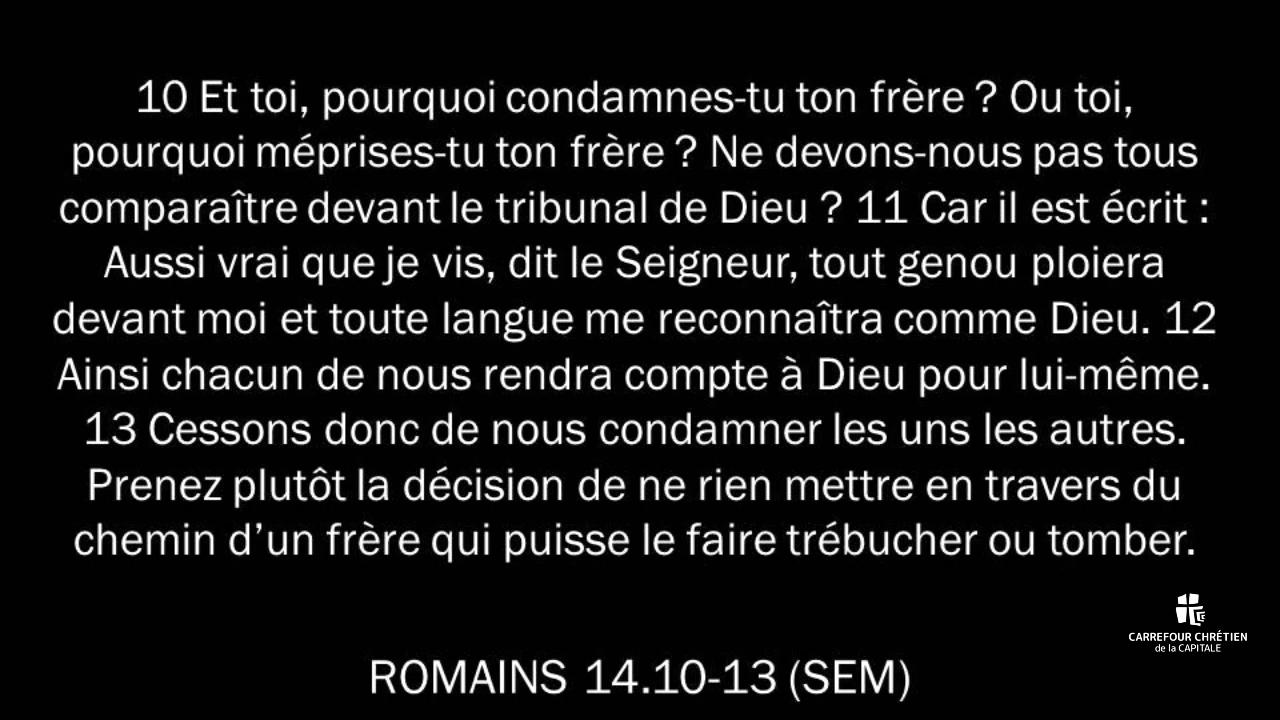 10 Et toi, pourquoi condamnes-tu ton frère ? Ou toi,
pourquoi méprises-tu ton frère ? Ne devons-nous pas tous
comparaître devant le tribunal de Dieu ? 11 Car il est écrit :
Aussi vrai que je vis, dit le Seigneur, tout genou ploiera
devant moi et toute langue me reconnaîtra comme Dieu. 12
Ainsi chacun de nous rendra compte à Dieu pour lui-même.
13 Cessons donc de nous condamner les uns les autres.
Prenez plutôt la décision de ne rien mettre en travers du
chemin d’un frère qui puisse le faire trébucher ou tomber.
CARREFOUR CHRÉTIEN
de la CAPITALE
ROMAINS 14.10-13 (SEM)